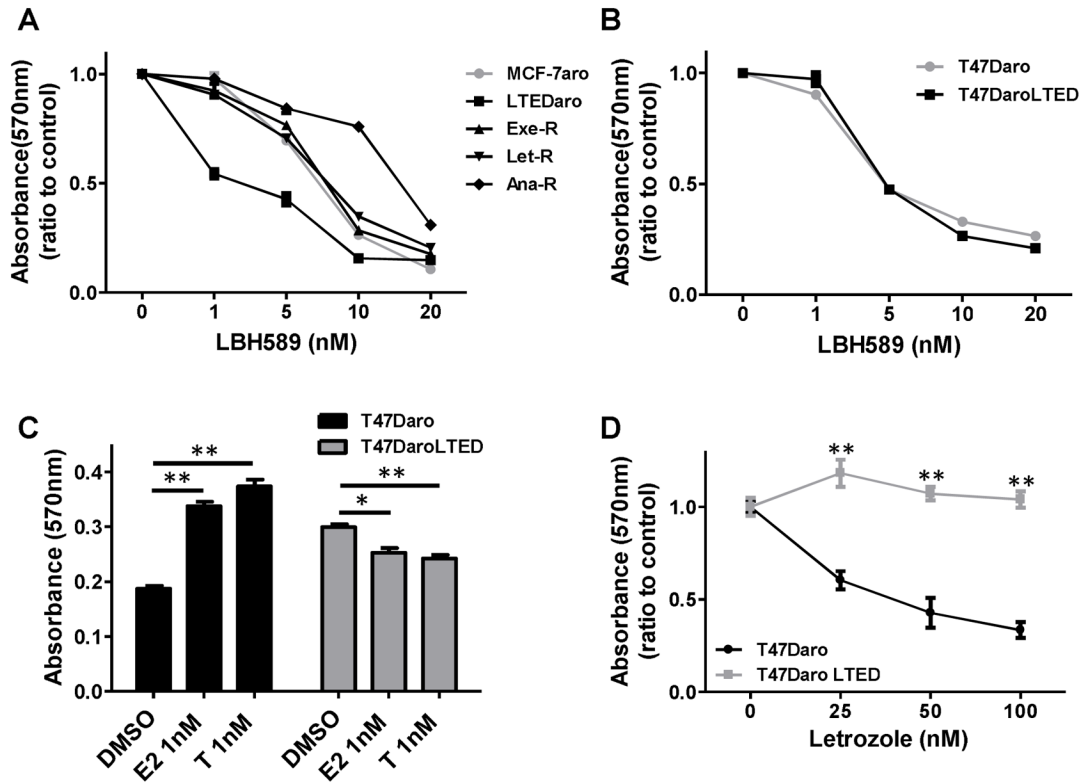 A
Absorbance(570nm)
(ratio to control)
1.0
0.5
0.0
0 1 5 10 20
LBH589 (nM)
MCF-7aro
LTEDaro
Exe-R
Let-R
Ana-R
B
Absorbance(570nm)
(ratio to control)
1.0
0.5
0.0
0 1 5 10 20
LBH589 (nM)
T47Daro
T47DaroLTED
C
T47Daro
T47DaroLTED
Absorbance (570nm)
0.4
0.3
0.2
0.1
0.0
**
**
**
*
DMSO
E2 1nM
T 1nM
DMSO
E2 1nM
T 1nM
D
Absorbance (570nm)
(ratio to control)
1.0
0.5
0.0
** ** **
T47Daro
T47Daro LTED
0 25 50 100
Letrozole (nM)